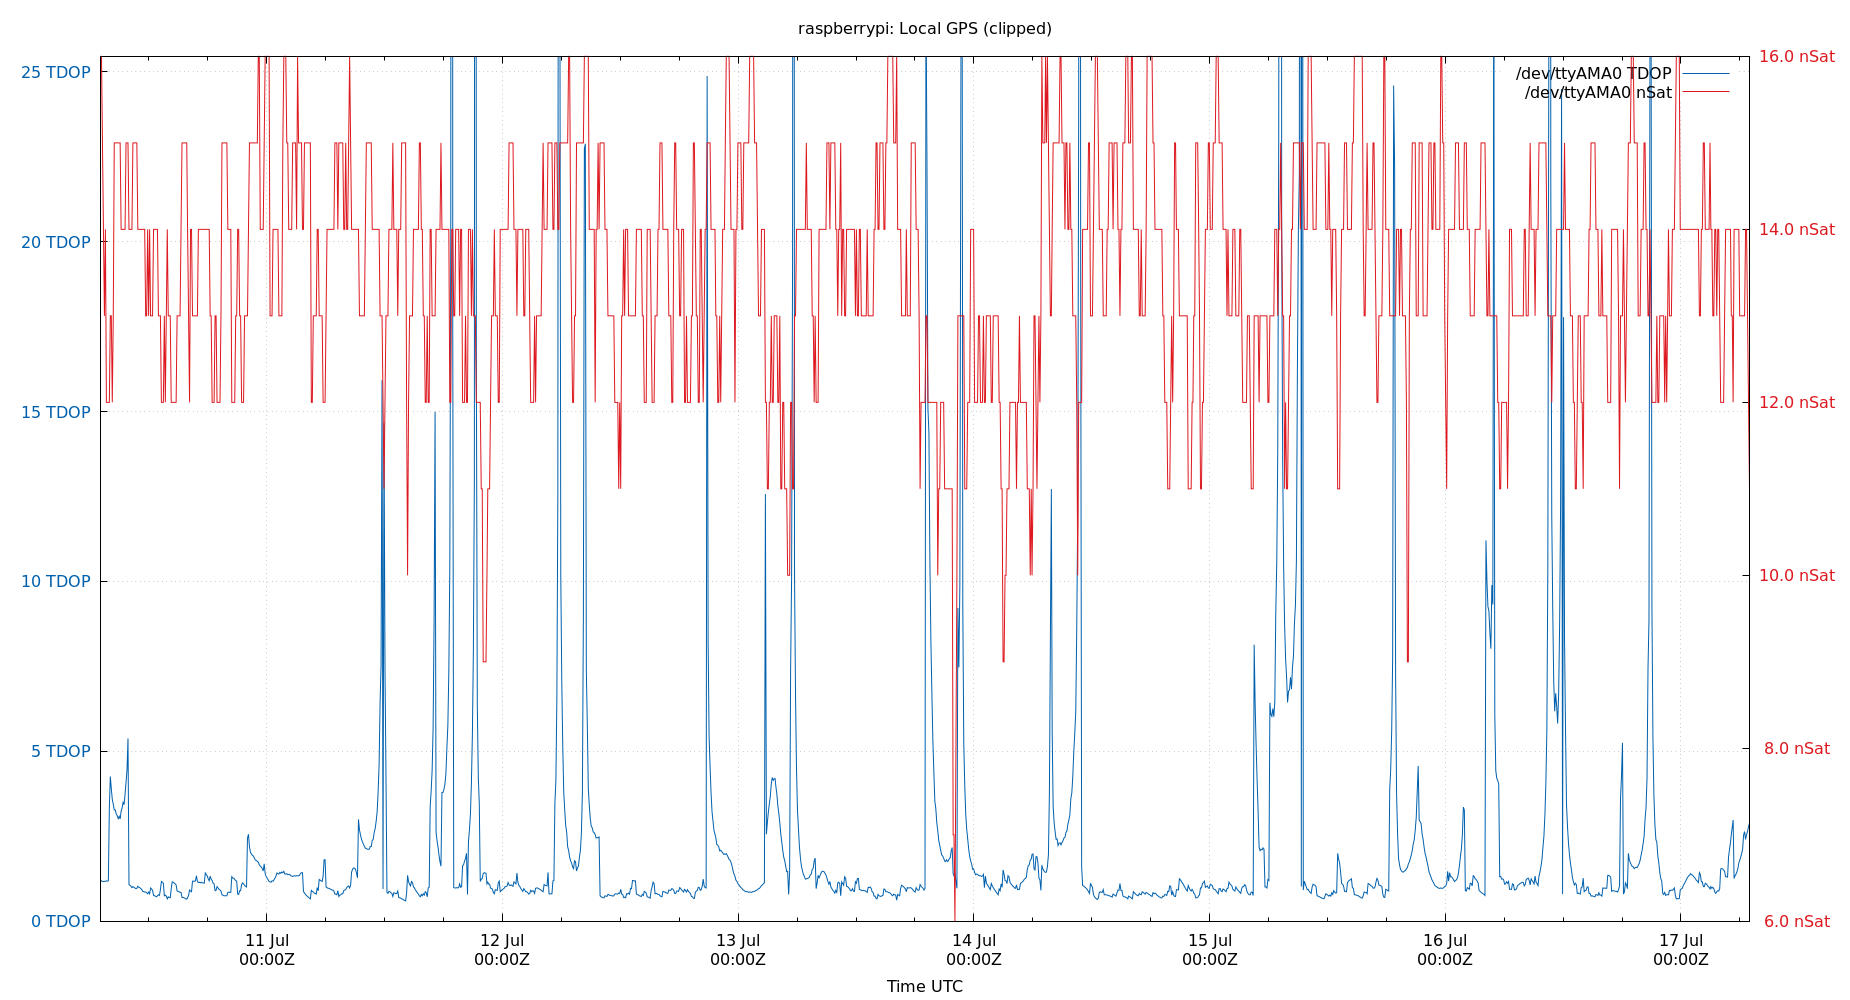 raspberrypi: Local GPS (clipped)
25 TDOP
20 TDOP
15 TDOP
10 TDOP
5 TDOP
0 TDOP
16.0 nSat
14.0 nSat
12.0 nSat
10.0 nSat
8.0 nSat
6.0 nSat
/dev/ttyAMA0 TDOP
/dev/ttyAMA0 nSat
11 Jul
00:00Z
12 Jul
00:00Z
13 Jul
00:00Z
14 Jul
00:00Z
15 Jul
00:00Z
16 Jul
00:00Z
17 Jul
00:00Z
Time UTC